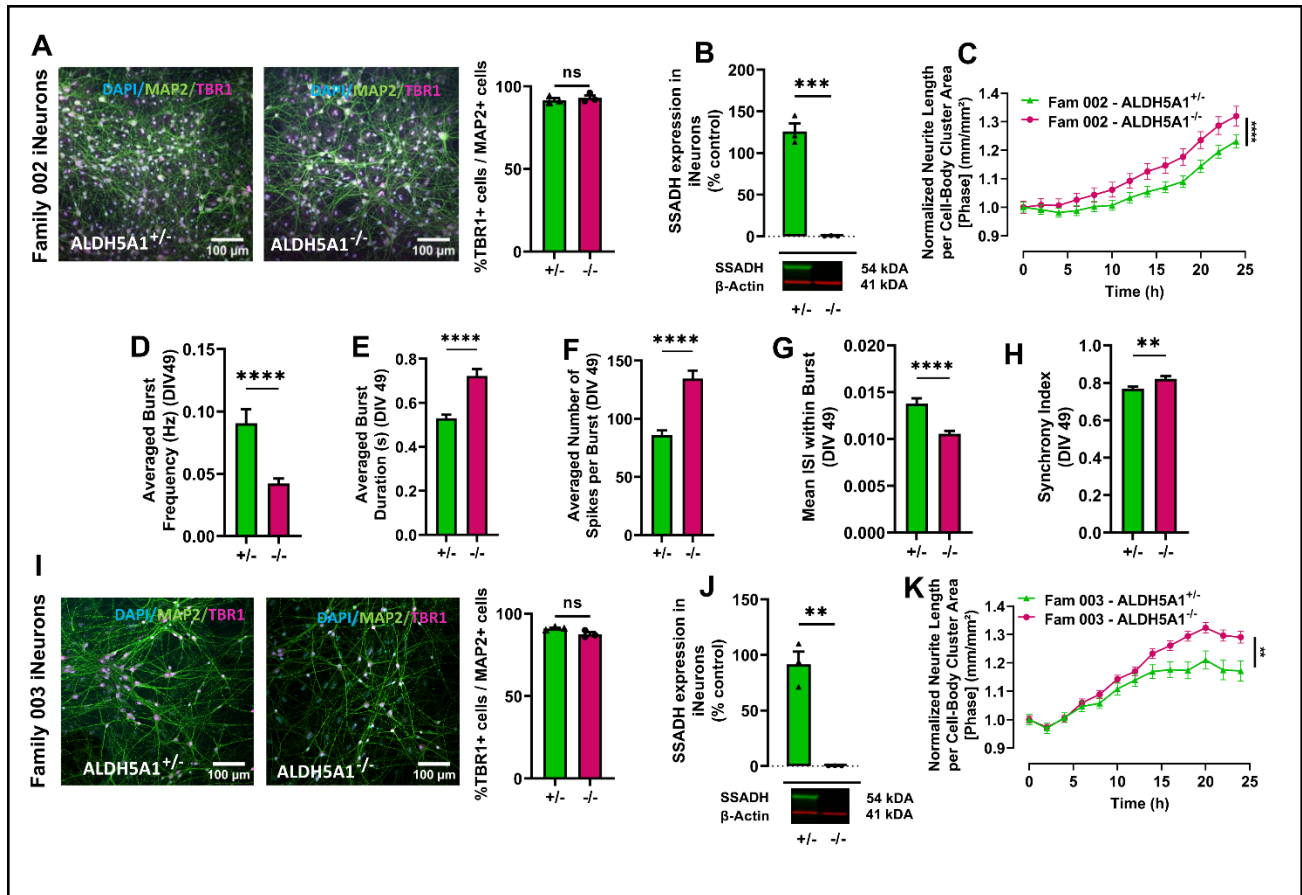 A
Family 002 iNeurons
DAPI/MAP2/TBR1
ALDH5A1+/-
100 µm
DAPI/MAP2/TBR1
ALDH5A1-/-
100 µm
%TBR1+ cells / MAP2+ cells
100
50
0
ns
+/-
-/-
B
SSADH expression in
iNeurons
(% control)
200
150
100
50
0
***
SSADH
54 kDA
β-Actin
41 kDA
+/-
-/-
C
Normalized Neurite Length
per Cell-Body Cluster Area
[Phase] [mm/mm²]
1.4
1.3
1.2
1.1
1.0
0.9
Fam 002 - ALDH5A1+/-
Fam 002 - ALDH5A1-/-
****
0
5
10
15
20
25
Time (h)
D
Averaged Burst
Frequency (Hz) (DIV49)
0.15
0.10
0.05
0.00
****
+/-
-/-
E
Averaged Burst
Duration (s) (DIV 49)
0.8
0.6
0.4
0.2
0.0
****
+/-
-/-
F
Averaged Number of
Spikes per Burst (DIV 49)
150
100
50
0
****
+/-
-/-
G
Mean ISI within Burst
(DIV 49)
0.020
0.015
0.010
0.005
0.000
****
+/-
-/-
H
Synchrony Index
(DIV 49)
1.0
0.8
0.6
0.4
0.2
0.0
**
+/-
-/-
I
Family 003 iNeurons
DAPI/MAP2/TBR1
ALDH5A1+/-
100 µm
DAPI/MAP2/TBR1
ALDH5A1-/-
100 µm
%TBR1+ cells / MAP2+ cells
100
50
0
ns
+/-
-/-
J
SSADH expression in
iNeurons
(% control)
150
100
50
0
**
SSADH
54 kDA
β-Actin
41 kDA
+/-
-/-
K
Normalized Neurite Length
per Cell-Body Cluster Area
[Phase] [mm/mm²]
1.4
1.3
1.2
1.1
1.0
0.9
Fam 003 - ALDH5A1+/-
Fam 003 - ALDH5A1-/-
**
0
5
10
15
20
25
Time (h)